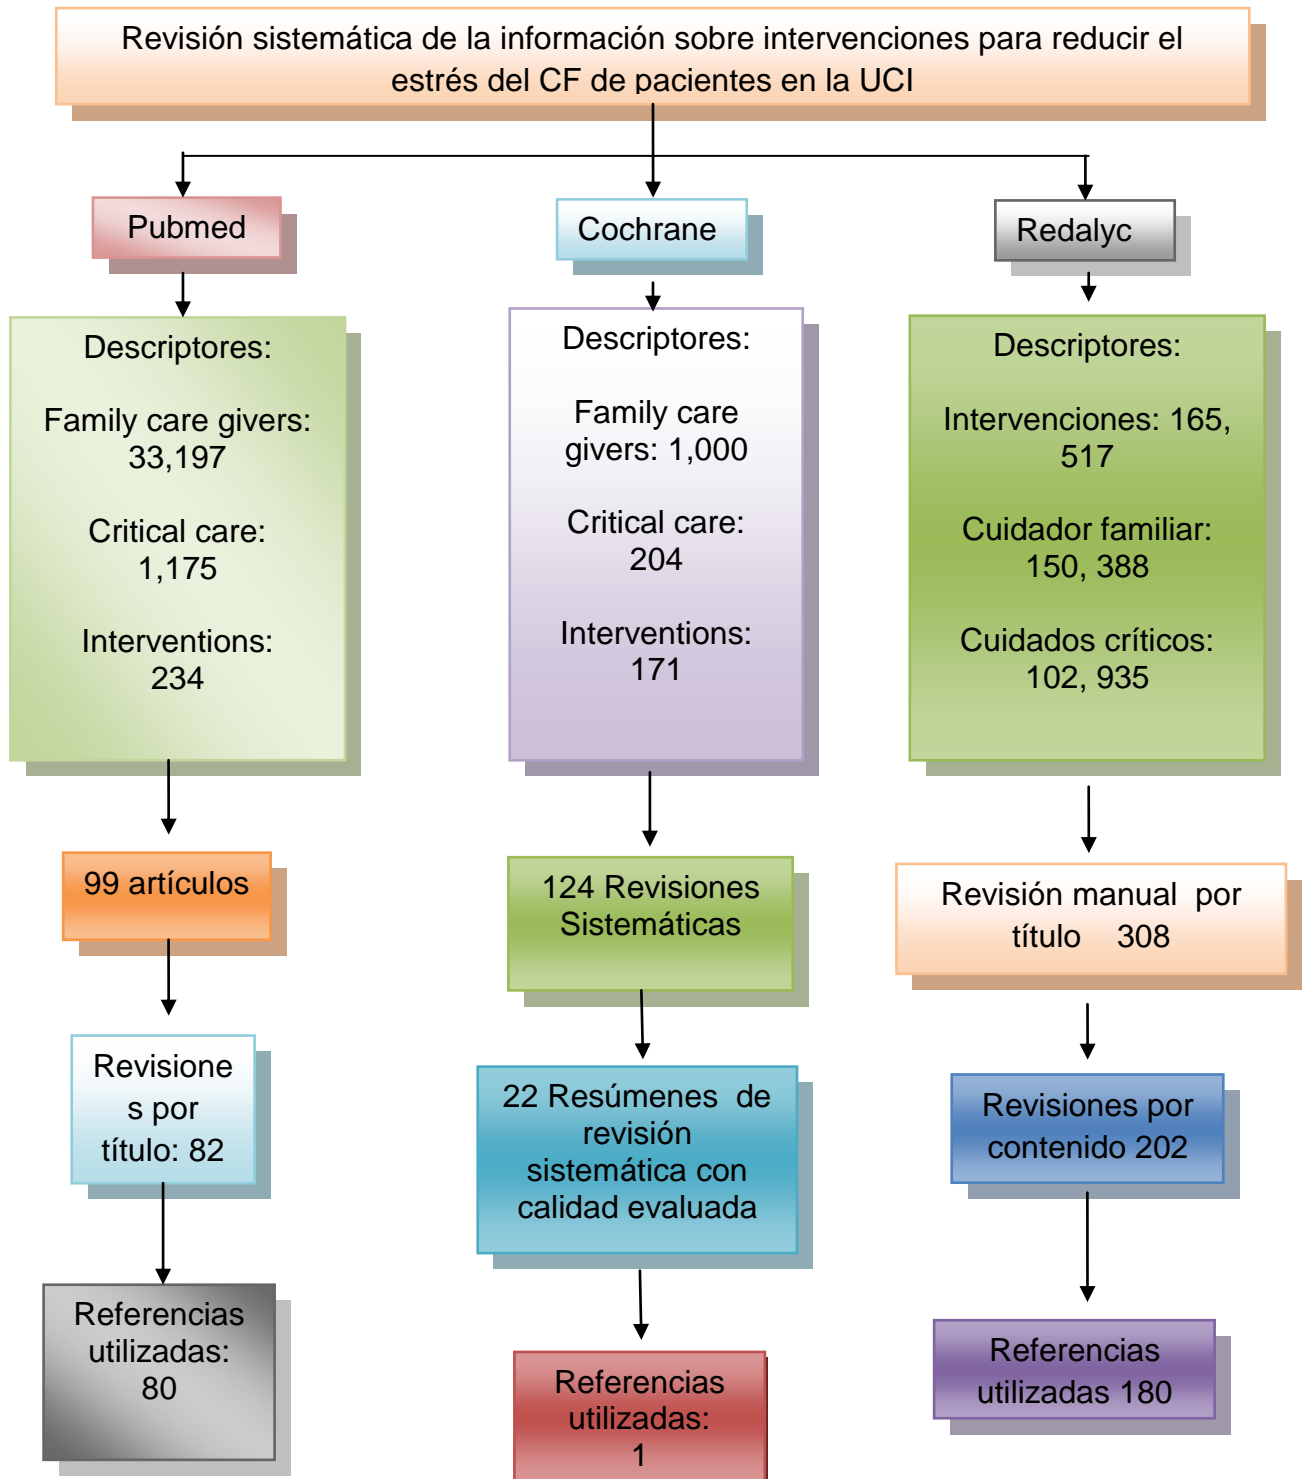 Revisión sistemática de la información sobre intervenciones para reducir el
estrés del CF de pacientes en la UCI
Pubmed
Cochrane
Redalyc
Descriptores:
Family care givers:
33,197
Critical care:
1,175
Interventions:
234
Descriptores:
Family care
givers: 1,000
Critical care:
204
Interventions:
171
Descriptores:
Intervenciones: 165,
517
Cuidador familiar:
150, 388
Cuidados críticos:
102, 935
99 artículos
124 Revisiones
Sistemáticas
Revisión manual por
título 308
Revisione
s por
título: 82
22 Resúmenes de
revisión
sistemática con
calidad evaluada
Revisiones por
contenido 202
Referencias
utilizadas:
80
Referencias
utilizadas:
1
Referencias
utilizadas 180